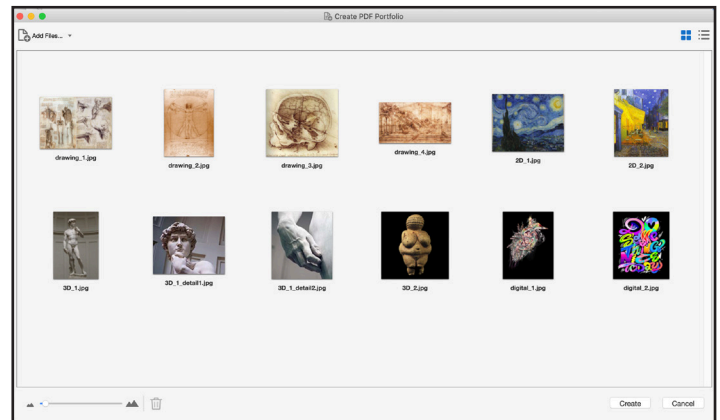 Create PDF Portfolio
Add Files...
drawing_1.jpg
drawing_2.jpg
drawing_3.jpg
drawing_4.jpg
2D_1.jpg
2D_2.jpg
3D_1.jpg
3D_1_detail1.jpg
3D_1_detail2.jpg
3D_2.jpg
digital_1.jpg
digital_2.jpg
Create
Cancel